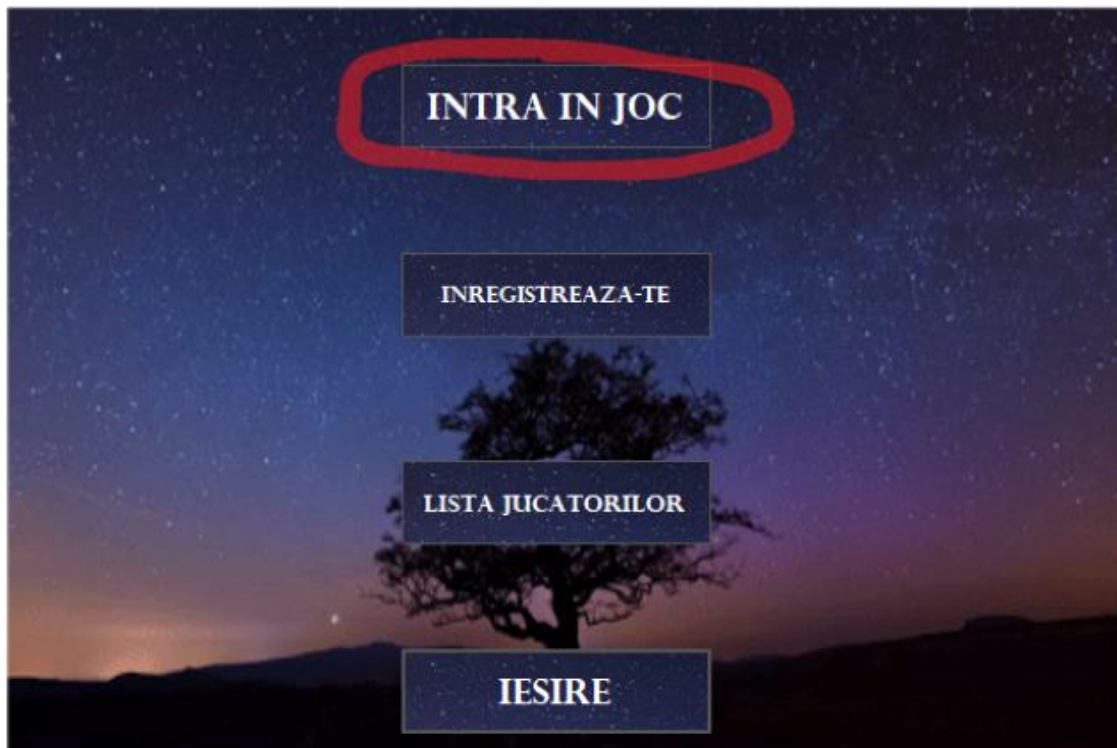 INTRA IN JOC
INREGISTREAZA-TE
LISTA JUCATORILOR
IESIRE